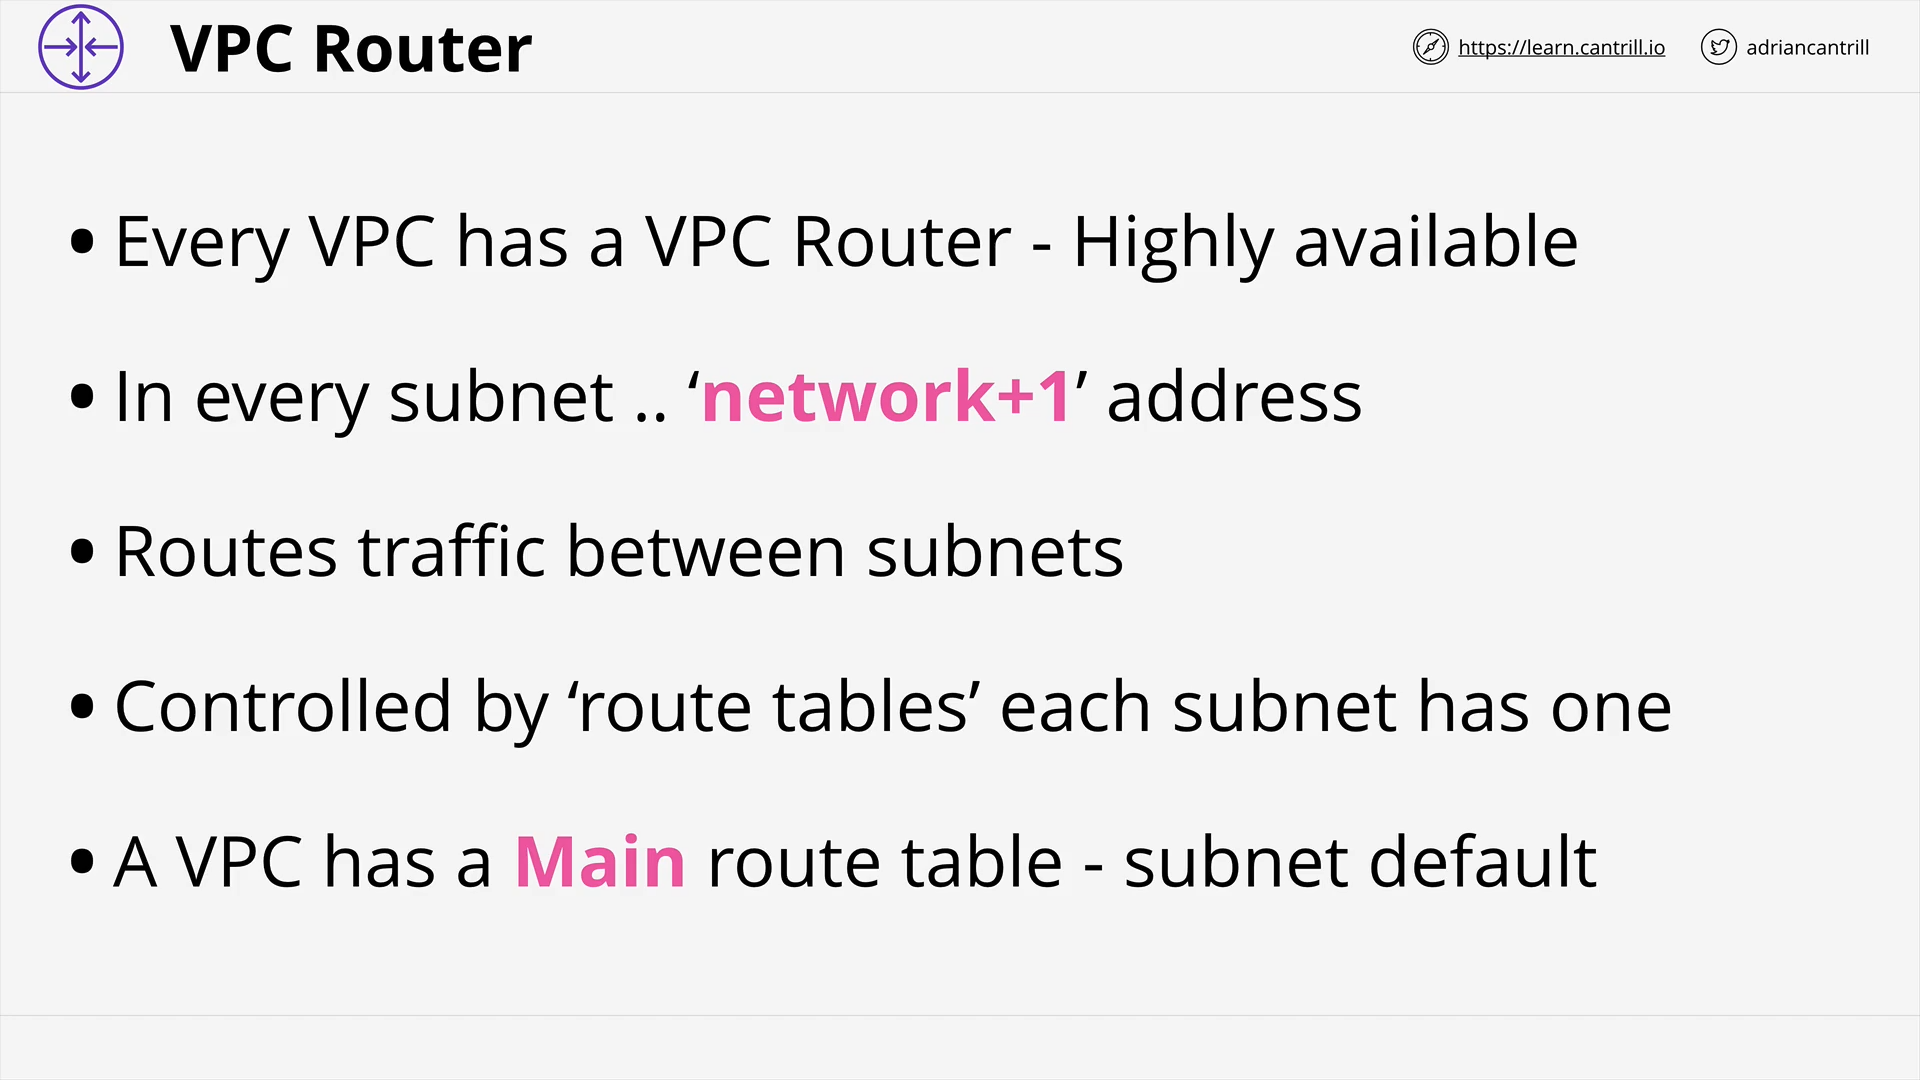 VPC Router
https://learn.cantrill.io
adriancantrill
• Every VPC has a VPC Router - Highly available
• In every subnet .. ‘network+1’ address
• Routes traffic between subnets
• Controlled by ‘route tables’ each subnet has one
• A VPC has a Main route table - subnet default